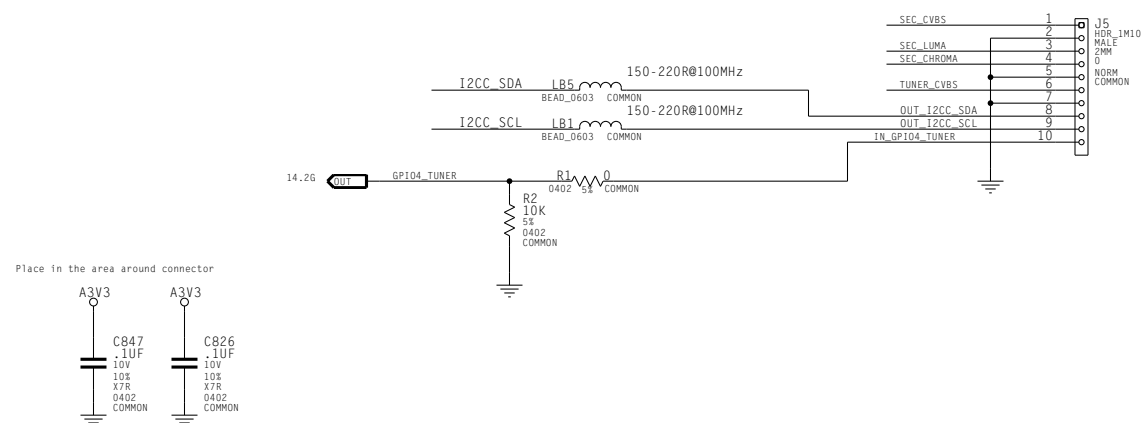 SEC_CVBS 1
2
SEC_LUMA 3
SEC_CHROMA 4
5
TUNER_CVBS 6
7
OUT_I2CC_SDA 8
OUT_I2CC_SCL 9
IN_GPIO4_TUNER 10
J5
HDR_1M10
MALE
2MM
0
NORM
COMMON
150-220R@100MHz
I2CC_SDA LB5
BEAD_0603 COMMON
150-220R@100MHz
I2CC_SCL LB1
BEAD_0603 COMMON
14.2G OUT GPIO4_TUNER R1 0
0402 5% COMMON
R2
10K
5%
0402
COMMON
Place in the area around connector
A3V3 A3V3
C847
.1UF
10V
10%
X7R
0402
COMMON
C826
.1UF
10V
10%
X7R
0402
COMMON